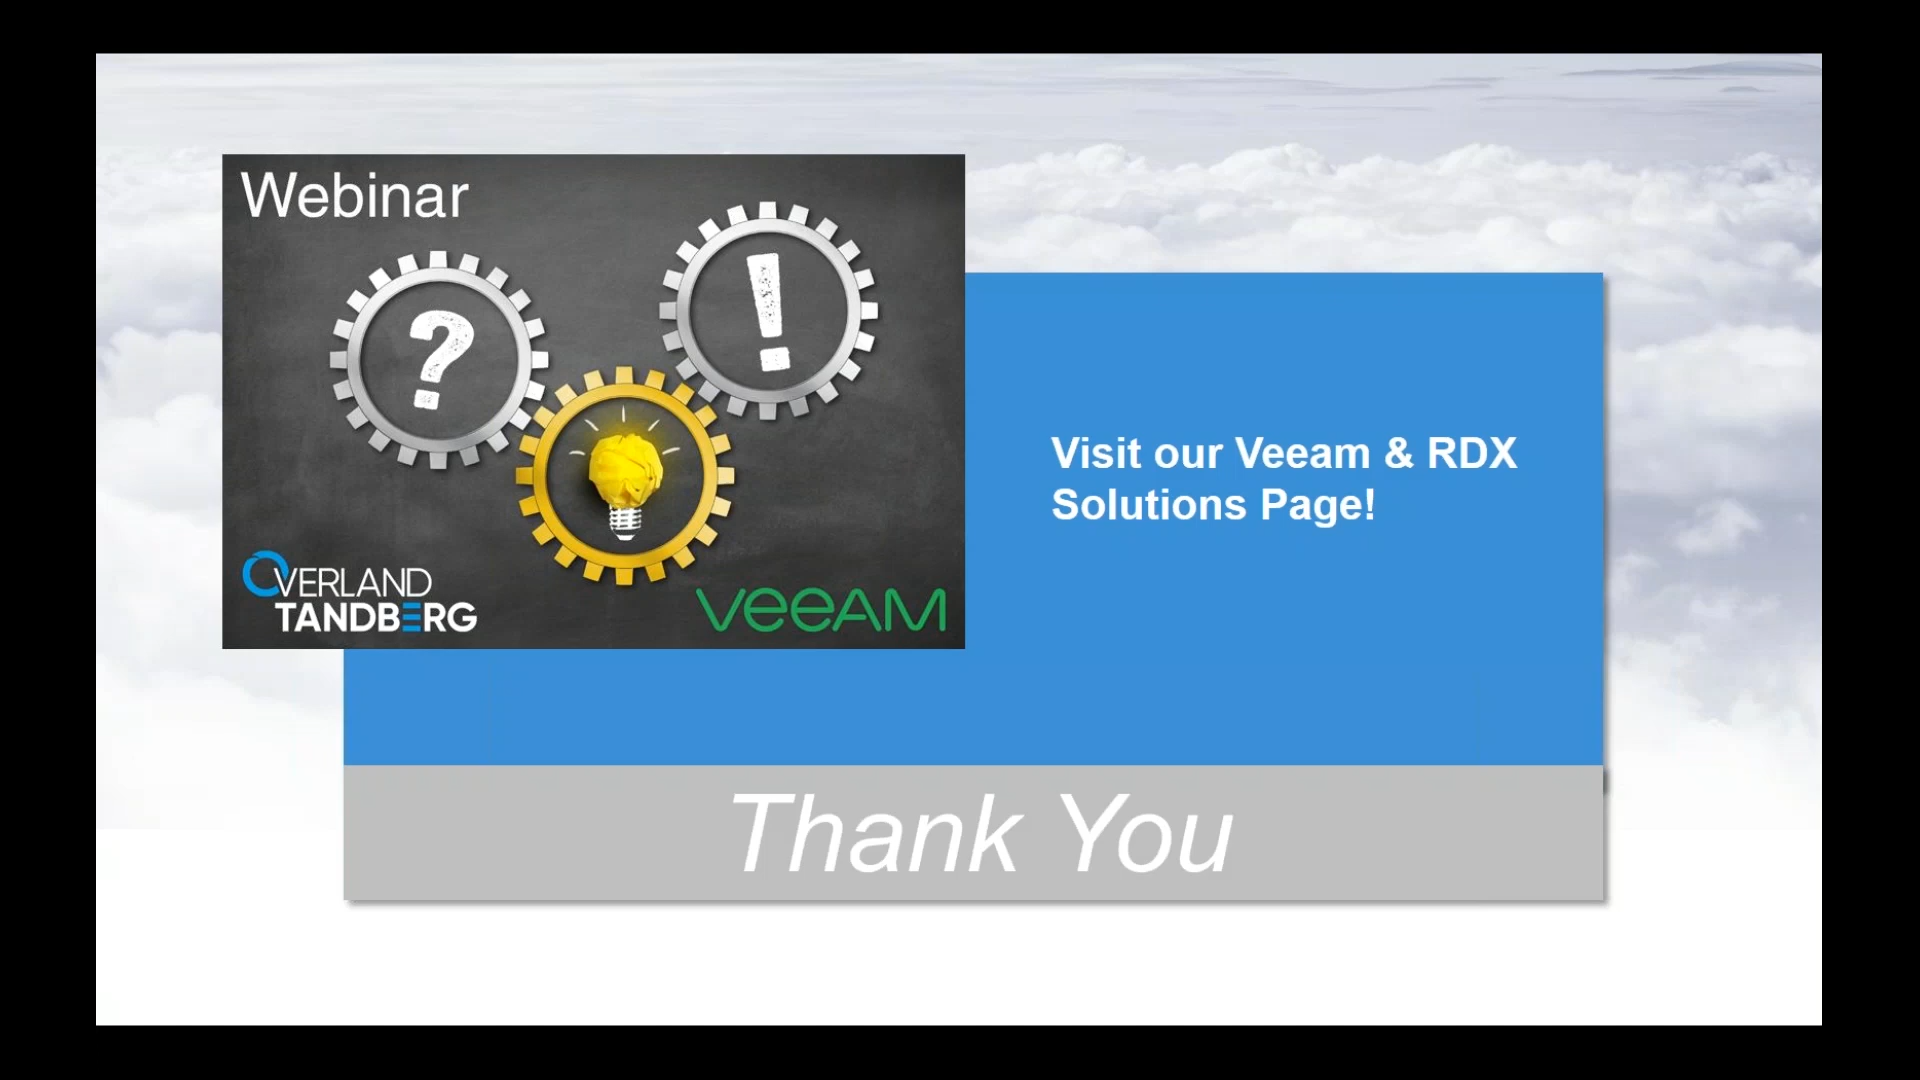 Webinar
?
!
OVERLAND
TANDBERG
VEEAM
Visit our Veeam & RDX
Solutions Page!
Thank You